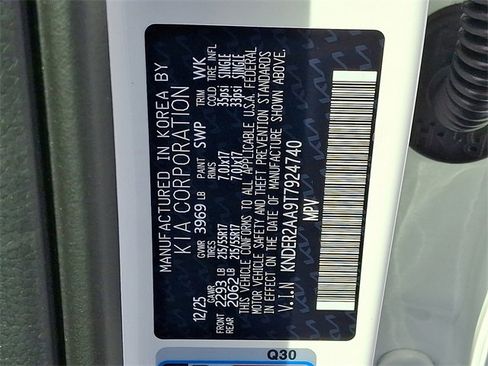 MANUFACTURED IN KOREA BY
KIA CORPORATION
12/25 GVWR 3969 LB PAINT SWP TRIM WK
GAWR TIRES RIMS COLD TIRE INFL
FRONT 2293 LB 215/55R17 7.0JX17 35psi SINGLE
REAR 2062 LB 215/55R17 7.0JX17 33psi SINGLE
THIS VEHICLE CONFORMS TO ALL APPLICABLE U.S.A. FEDERAL
MOTOR VEHICLE SAFETY AND THEFT PREVENTION STANDARDS
IN EFFECT ON THE DATE OF MANUFACTURE SHOWN ABOVE.
V.I.N KNDER2AA9T7924740
MPV
Q30